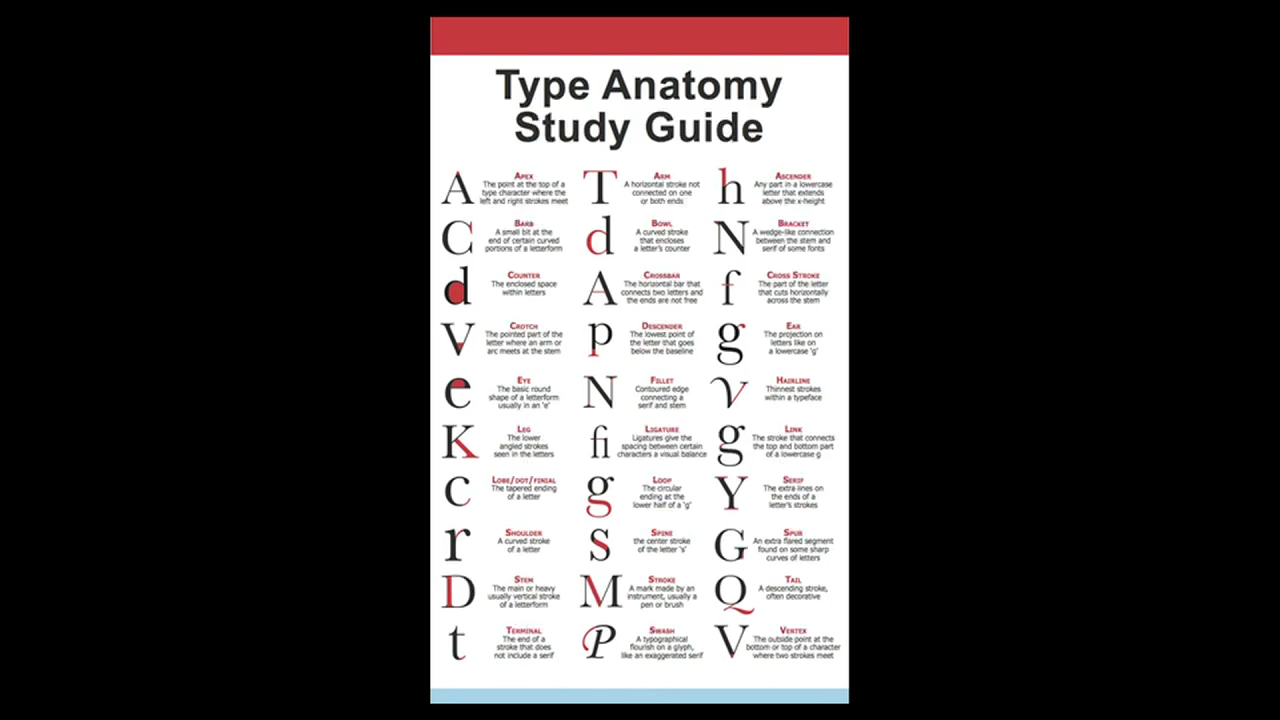 Type Anatomy
Study Guide
A
APEX
The point at the top of a
type character where the
left and right strokes meet
T
ARM
A horizontal stroke not
connected on one
or both ends
h
ASCENDER
Any part in a lowercase
letter that extends
above the x-height
C
BARB
A small bit at the
end of certain curved
portions of a letterform
d
BOWL
A curved stroke
that encloses
a letter's counter
N
BRACKET
A wedge-like connection
between the stem and
serif of some fonts
d
COUNTER
The enclosed space
within letters
A
CROSSBAR
The horizontal bar that
connects two letters and
the ends are not free
f
CROSS STROKE
The part of the letter
that cuts horizontally
across the stem
V
CROTCH
The pointed part of the
letter where an arm or
arc meets at the stem
p
DESCENDER
The lowest point of
the letter that goes
below the baseline
g
EAR
The projection on
letters like on
a lowercase 'g'
e
EYE
The basic round
shape of a letterform
usually in an 'e'
N
FILLET
Contoured edge
connecting a
serif and stem
v
HAIRLINE
Thinnest strokes
within a typeface
K
LEG
The lower
angled strokes
seen in the letters
fi
LIGATURE
Ligatures give the
spacing between certain
characters a visual balance
g
LINK
The stroke that connects
the top and bottom part
of a lowercase g
c
LOBE/DOT/FINIAL
The tapered ending
of a letter
g
LOOP
The circular
ending at the
lower half of a 'g'
Y
SERIF
The extra lines on
the ends of a
letter's strokes
r
SHOULDER
A curved stroke
of a letter
s
SPINE
the center stroke
of the letter 's'
G
SPUR
An extra flared segment
found on some sharp
curves of letters
D
STEM
The main or heavy
usually vertical stroke
of a letterform
M
STROKE
A mark made by an
instrument, usually a
pen or brush
Q
TAIL
A descending stroke,
often decorative
t
TERMINAL
The end of a
stroke that does
not include a serif
P
SWASH
A typographical
flourish on a glyph,
like an exaggerated serif
V
VERTEX
The outside point at the
bottom or top of a character
where two strokes meet